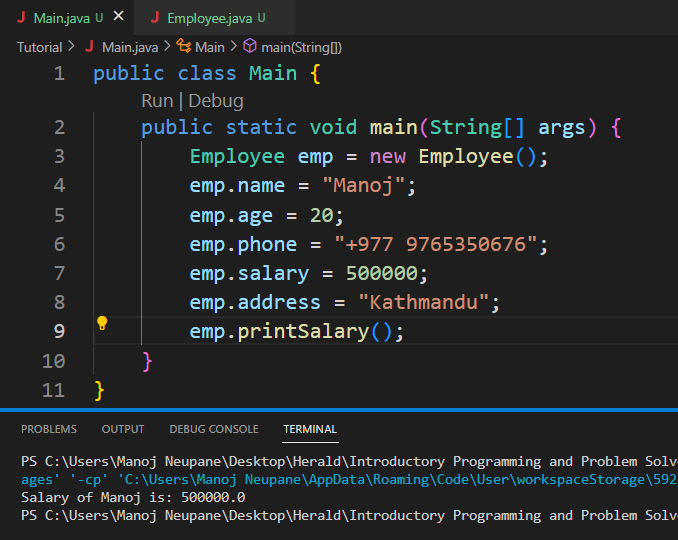 J Main.java U × J Employee.java U
Tutorial > J Main.java > Main > main(String[])
1 public class Main {
Run | Debug
2 public static void main(String[] args) {
3 Employee emp = new Employee();
4 emp.name = "Manoj";
5 emp.age = 20;
6 emp.phone = "+977 9765350676";
7 emp.salary = 500000;
8 emp.address = "Kathmandu";
9 emp.printSalary();
10 }
11 }
PROBLEMS OUTPUT DEBUG CONSOLE TERMINAL
PS C:\Users\Manoj Neupane\Desktop\Herald\Introductory Programming and Problem Solv
ages' '-cp' 'C:\Users\Manoj Neupane\AppData\Roaming\Code\User\workspaceStorage\592
Salary of Manoj is: 500000.0
PS C:\Users\Manoj Neupane\Desktop\Herald\Introductory Programming and Problem Solv